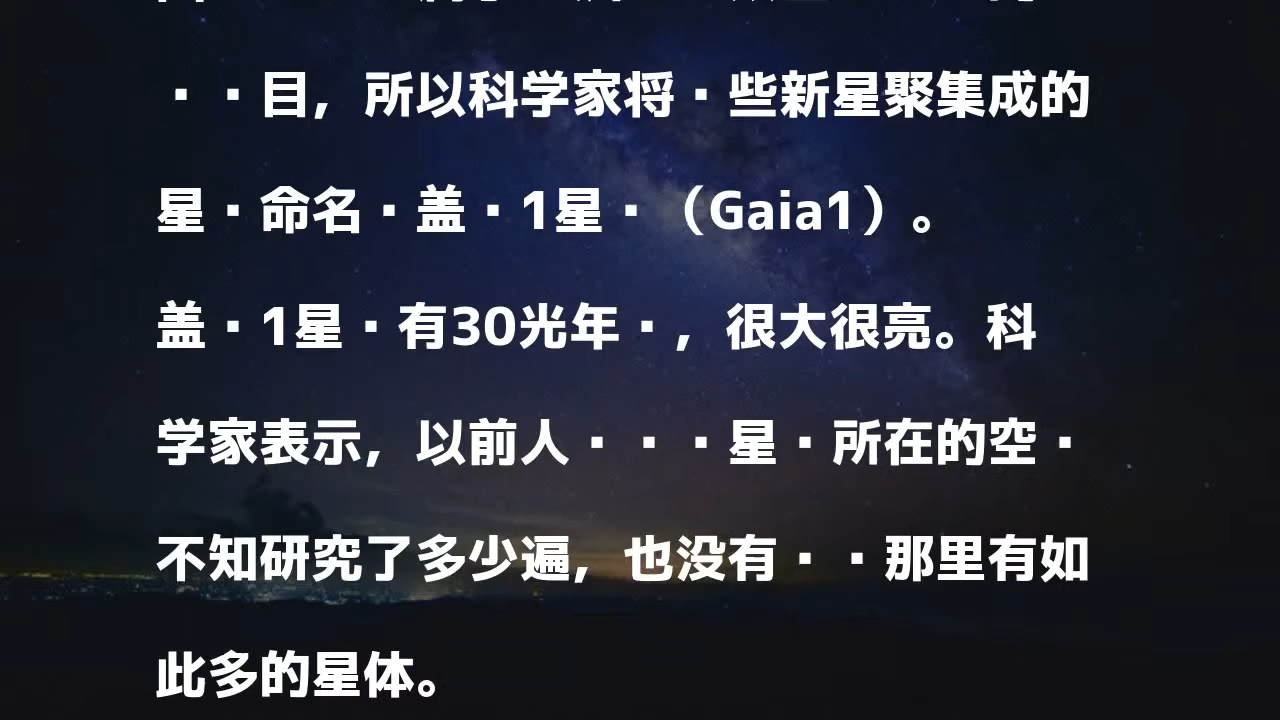 ··目，所以科学家将·些新星聚集成的
星·命名·盖·1星·（Gaia1）。
盖·1星·有30光年·，很大很亮。科
学家表示，以前人···星·所在的空·
不知研究了多少遍，也没有··那里有如
此多的星体。